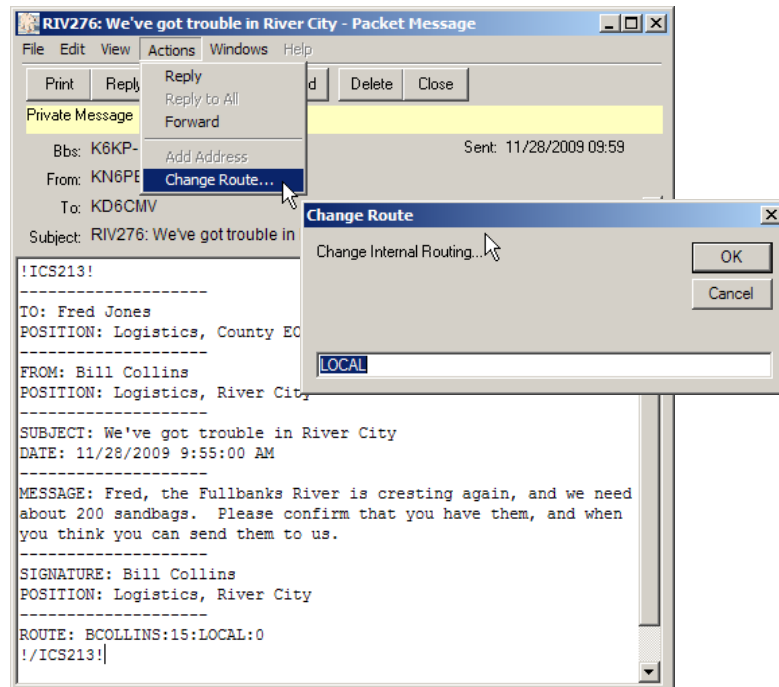 RIV276: We've got trouble in River City - Packet Message
File Edit View Actions Windows Help
Print Reply d Delete Close
Reply
Reply to All
Forward
Add Address
Change Route...
Private Message
Bbs: K6KP- Sent: 11/28/2009 09:59
From: KN6PE
To: KD6CMV
Subject: RIV276: We've got trouble in
Change Route
Change Internal Routing...
OK
Cancel
LOCAL
!ICS213!
--------------------
TO: Fred Jones
POSITION: Logistics, County EO
--------------------
FROM: Bill Collins
POSITION: Logistics, River City
--------------------
SUBJECT: We've got trouble in River City
DATE: 11/28/2009 9:55:00 AM
--------------------
MESSAGE: Fred, the Fullbanks River is cresting again, and we need
about 200 sandbags.  Please confirm that you have them, and when
you think you can send them to us.
--------------------
SIGNATURE: Bill Collins
POSITION: Logistics, River City
--------------------
ROUTE: BCOLLINS:15:LOCAL:0
!/ICS213!